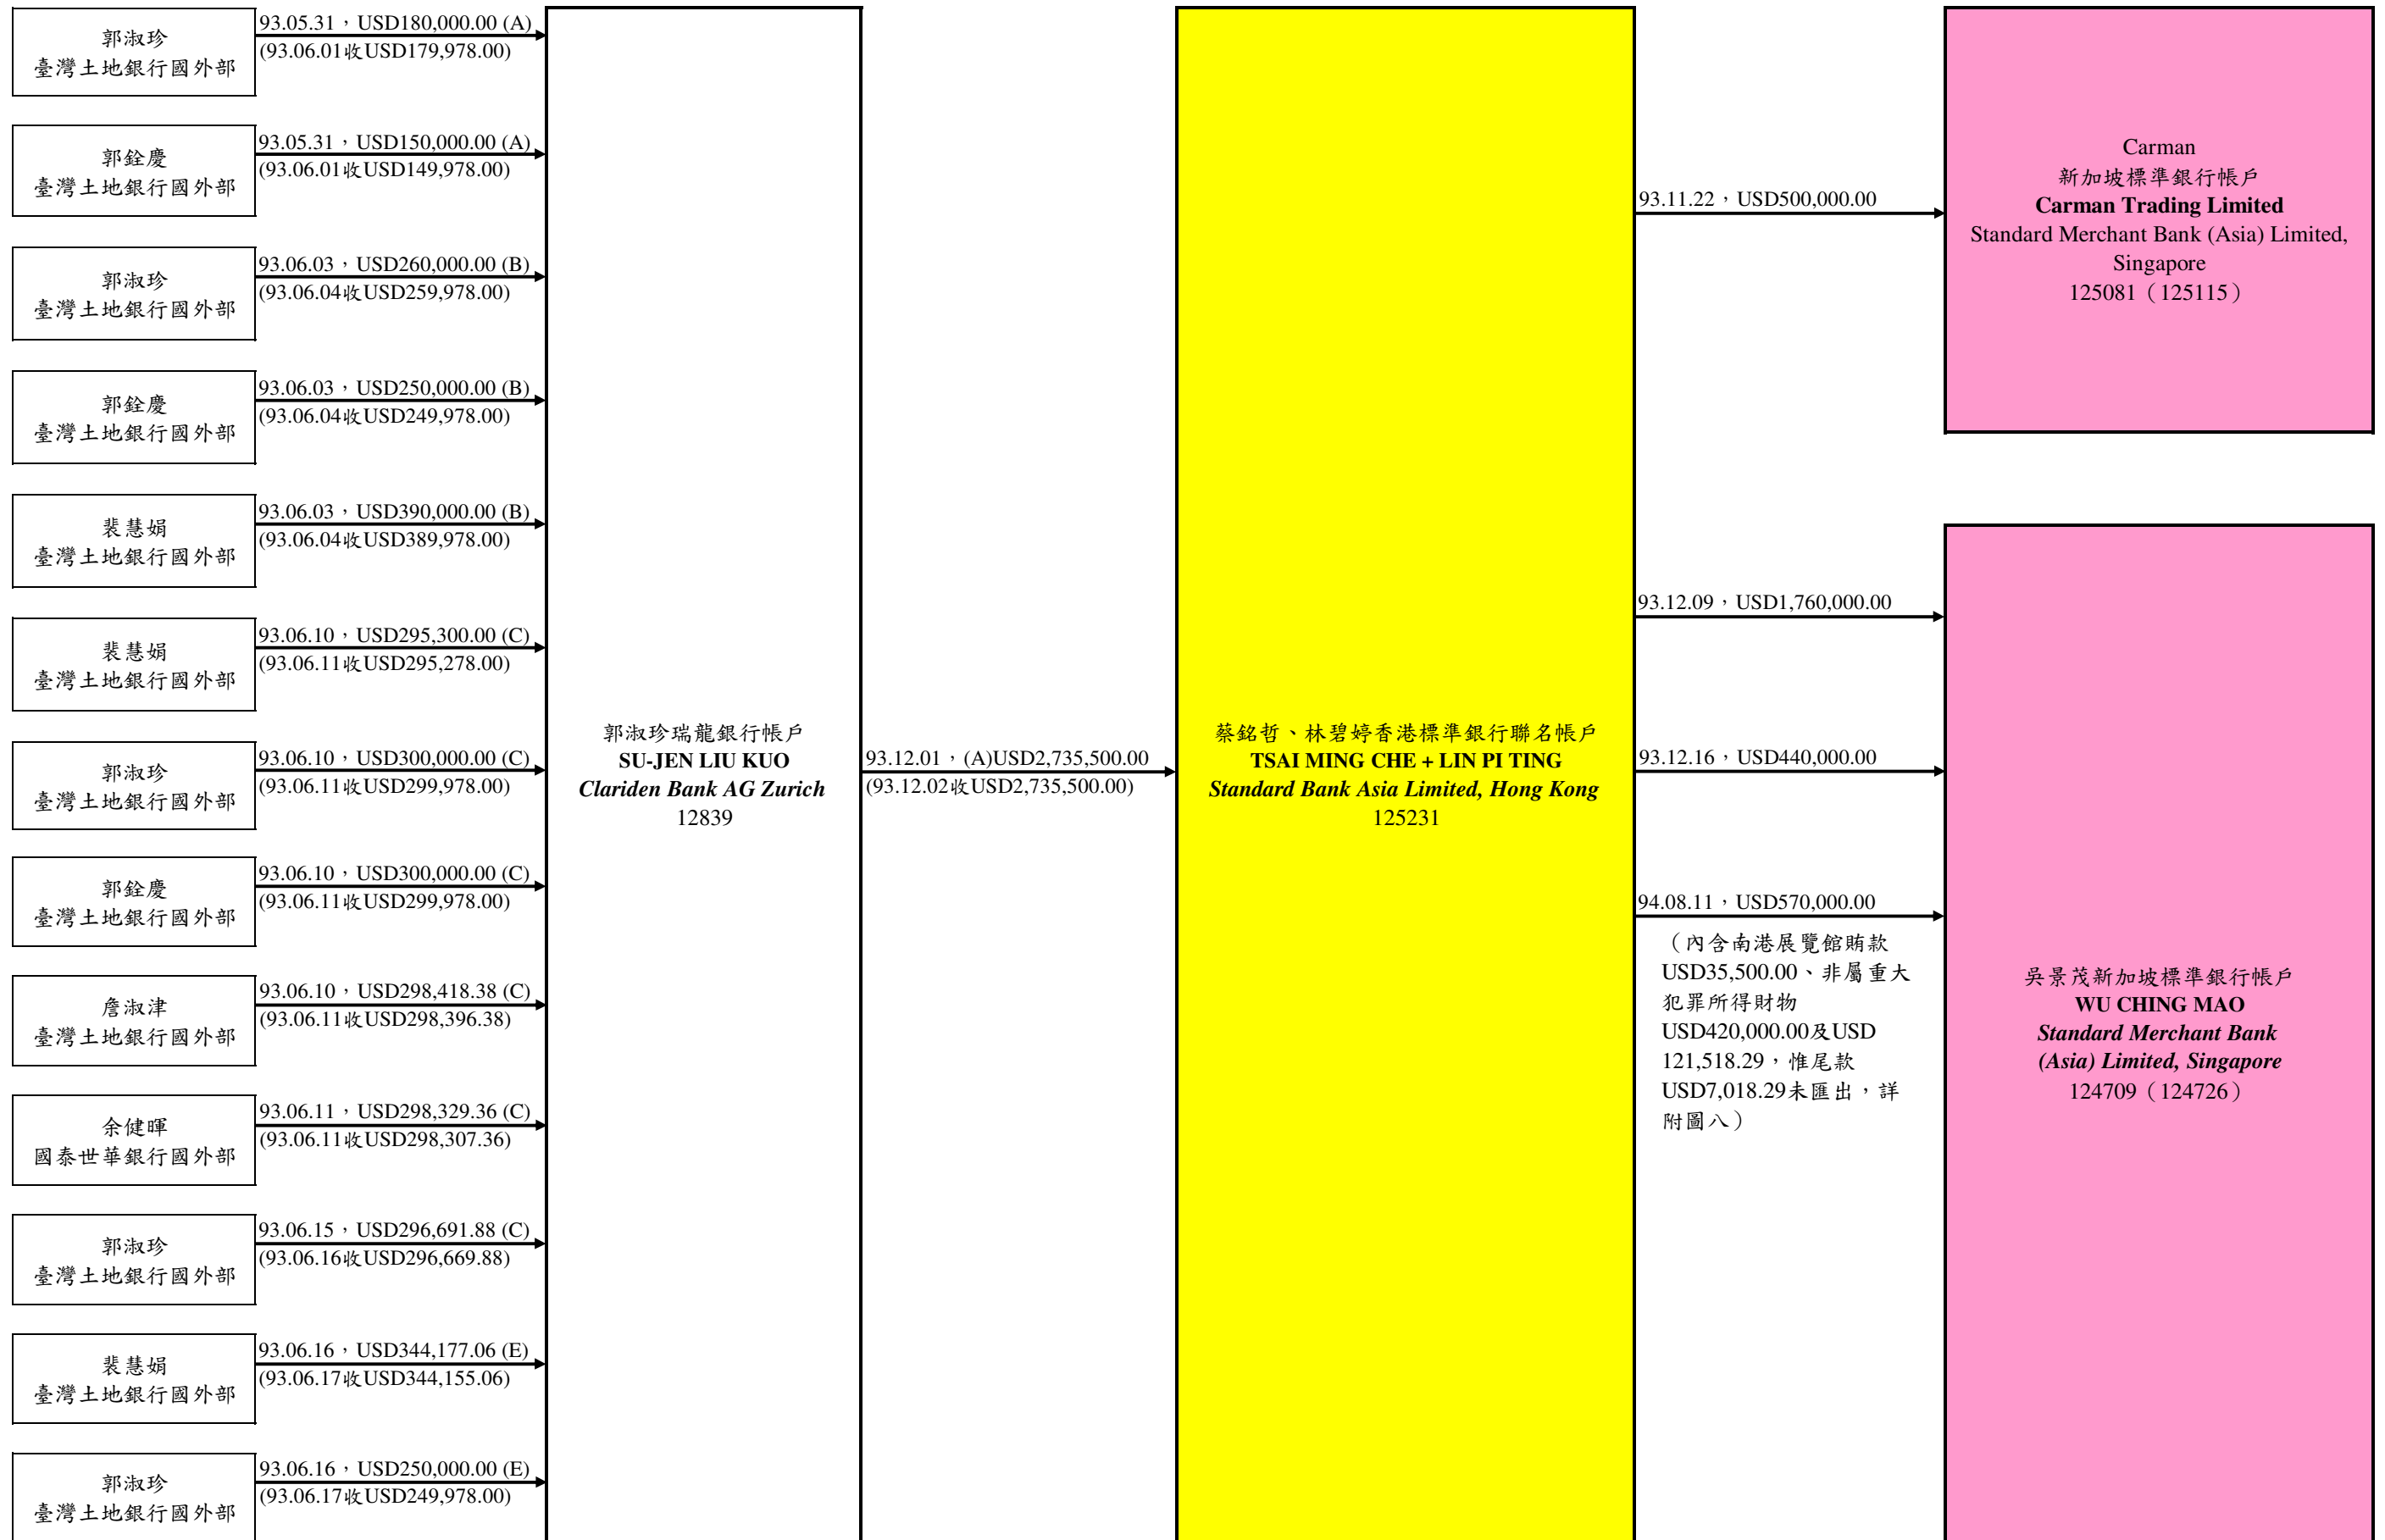 郭淑珍
臺灣土地銀行國外部
93.05.31，USD180,000.00 (A)
(93.06.01收USD179,978.00)
郭銓慶
臺灣土地銀行國外部
93.05.31，USD150,000.00 (A)
(93.06.01收USD149,978.00)
郭淑珍
臺灣土地銀行國外部
93.06.03，USD260,000.00 (B)
(93.06.04收USD259,978.00)
郭銓慶
臺灣土地銀行國外部
93.06.03，USD250,000.00 (B)
(93.06.04收USD249,978.00)
裴慧娟
臺灣土地銀行國外部
93.06.03，USD390,000.00 (B)
(93.06.04收USD389,978.00)
裴慧娟
臺灣土地銀行國外部
93.06.10，USD295,300.00 (C)
(93.06.11收USD295,278.00)
郭淑珍
臺灣土地銀行國外部
93.06.10，USD300,000.00 (C)
(93.06.11收USD299,978.00)
郭銓慶
臺灣土地銀行國外部
93.06.10，USD300,000.00 (C)
(93.06.11收USD299,978.00)
詹淑津
臺灣土地銀行國外部
93.06.10，USD298,418.38 (C)
(93.06.11收USD298,396.38)
余健暉
國泰世華銀行國外部
93.06.11，USD298,329.36 (C)
(93.06.11收USD298,307.36)
郭淑珍
臺灣土地銀行國外部
93.06.15，USD296,691.88 (C)
(93.06.16收USD296,669.88)
裴慧娟
臺灣土地銀行國外部
93.06.16，USD344,177.06 (E)
(93.06.17收USD344,155.06)
郭淑珍
臺灣土地銀行國外部
93.06.16，USD250,000.00 (E)
(93.06.17收USD249,978.00)
郭淑珍瑞龍銀行帳戶
SU-JEN LIU KUO
Clariden Bank AG Zurich
12839
93.12.01，(A)USD2,735,500.00
(93.12.02收USD2,735,500.00)
蔡銘哲、林碧婷香港標準銀行聯名帳戶
TSAI MING CHE + LIN PI TING
Standard Bank Asia Limited, Hong Kong
125231
93.11.22，USD500,000.00
Carman
新加坡標準銀行帳戶
Carman Trading Limited
Standard Merchant Bank (Asia) Limited,
Singapore
125081（125115）
93.12.09，USD1,760,000.00
93.12.16，USD440,000.00
94.08.11，USD570,000.00
（內含南港展覽館賄款
USD35,500.00、非屬重大
犯罪所得財物
USD420,000.00及USD
121,518.29，惟尾款
USD7,018.29未匯出，詳
附圖八）
吳景茂新加坡標準銀行帳戶
WU CHING MAO
Standard Merchant Bank
(Asia) Limited, Singapore
124709（124726）